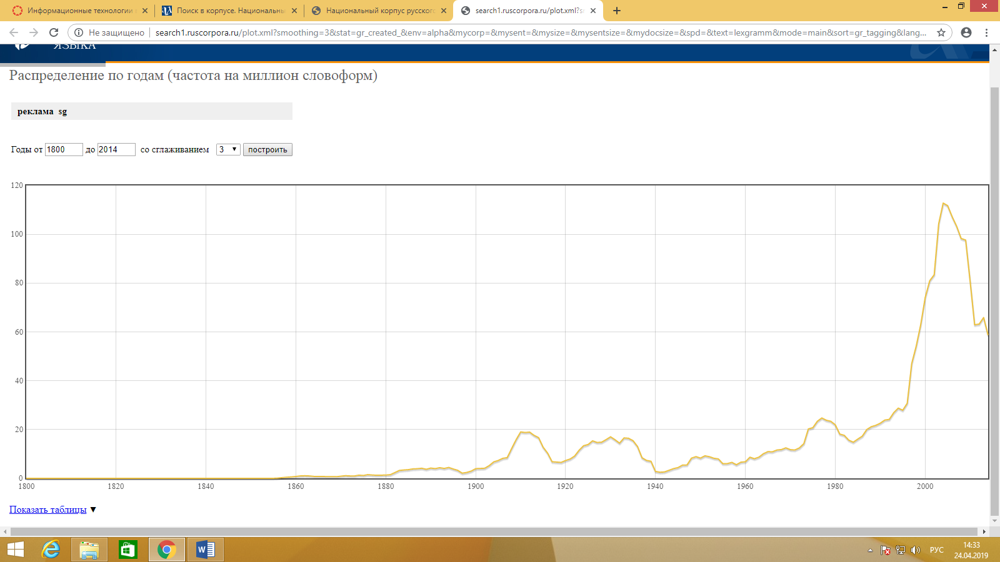 Информационные технологии
Поиск в корпусе. Национальны
Национальный корпус русског
search1.ruscorpora.ru/plot.xml?s
Не защищено
search1.ruscorpora.ru/plot.xml?smoothing=3&stat=gr_created_&env=alpha&mycorp=&mysent=&mysize=&mysentsize=&mydocsize=&spd=&text=lexgramm&mode=main&sort=gr_tagging&lang...
ЯЗЫКА
Распределение по годам (частота на миллион словоформ)
реклама sg
Годы от 1800 до 2014 со сглаживанием 3 построить
120
100
80
60
40
20
0
1800 1820 1840 1860 1880 1900 1920 1940 1960 1980 2000
Показать таблицы ▼
РУС
14:33
24.04.2019